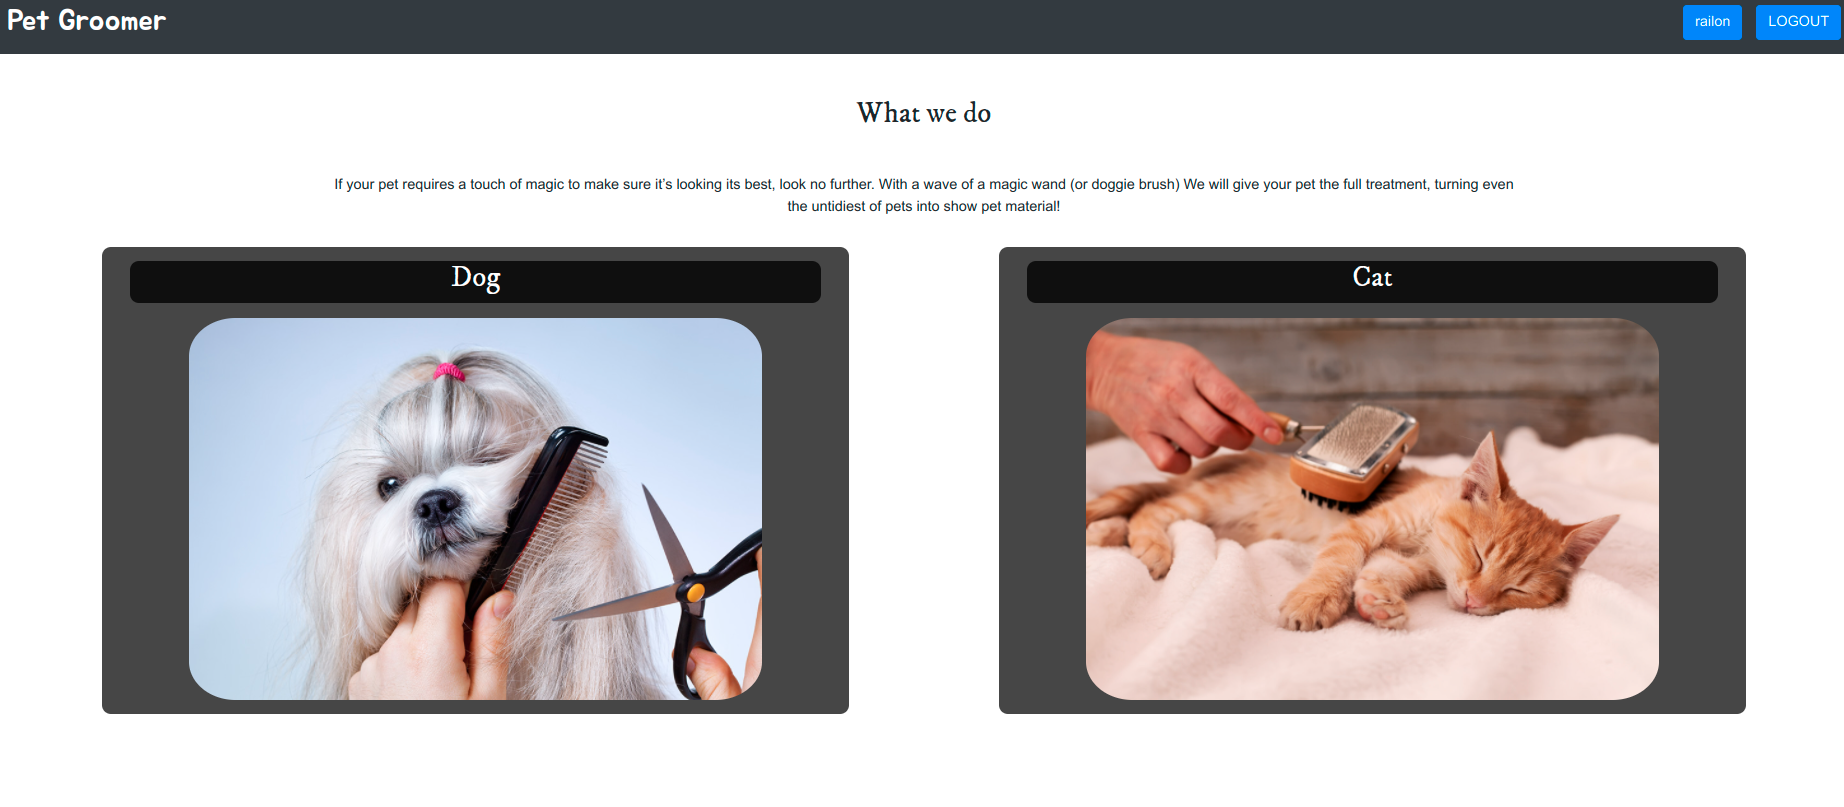 Pet Groomer
railon
LOGOUT
What we do
If your pet requires a touch of magic to make sure it’s looking its best, look no further. With a wave of a magic wand (or doggie brush) We will give your pet the full treatment, turning even
the untidiest of pets into show pet material!
Dog
Cat